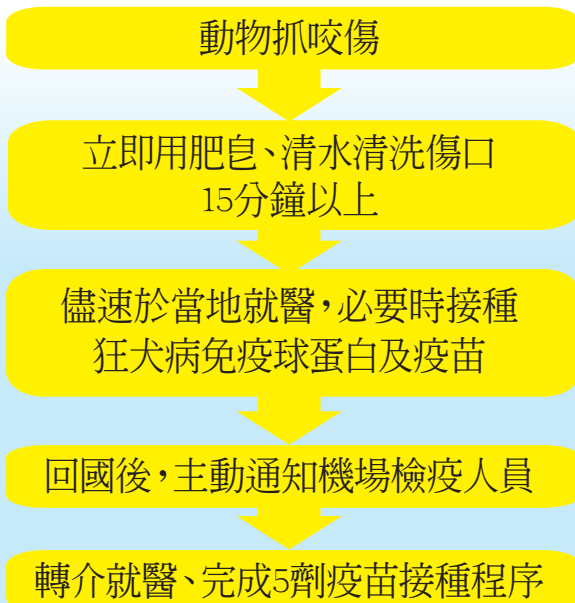 動物抓咬傷
立即用肥皂、清水清洗傷口
15分鐘以上
儘速於當地就醫，必要時接種
狂犬病免疫球蛋白及疫苗
回國後，主動通知機場檢疫人員
轉介就醫、完成5劑疫苗接種程序